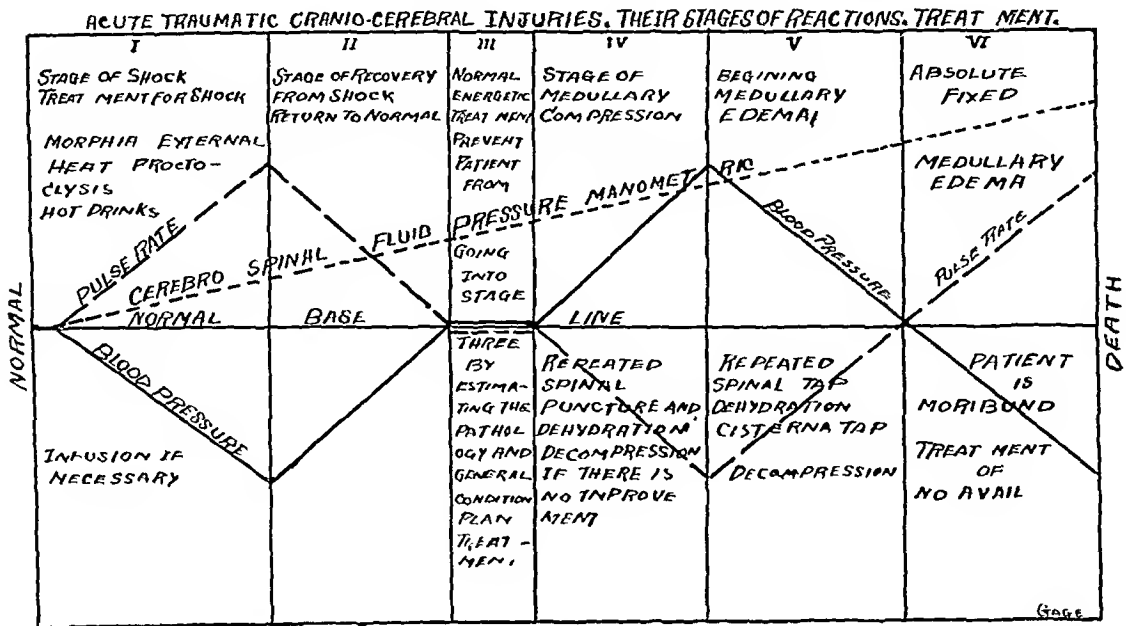 ACUTE TRAUMATIC CRANIO-CEREBRAL INJURIES. THEIR STAGES OF REACTIONS. TREAT MENT.
I
STAGE OF SHOCK
TREAT MENT FOR SHOCK
MORPHIA EXTERNAL
HEAT PROCTO-
CLYSIS
HOT DRINKS
PULSE RATE
BLOOD PRESSURE
INFUSION IF
NECESSARY
II
STAGE OF RECOVERY
FROM SHOCK
RETURN TO NORMAL
III
NORMAL
ENERGETIC
TREAT MENT
PREVENT
PATIENT
FROM
GOING
INTO
STAGE
THREE
BY
ESTIMA-
TING THE
PATHOL
OGY AND
GENERAL
CONDITION
PLAN
TREAT-
MEN.
IV
STAGE OF
MEDULLARY
COMPRESSION
REPEATED
SPINAL
PUNCTURE AND
DEHYDRATION
DECOMPRESSION
IF THERE IS
NO IMPROVE
MENT
V
BEGINING
MEDULLARY
EDEMA
BLOOD PRESSURE
REPEATED
SPINAL TAP
DEHYDRATION
CISTERNA TAP
DECOMPRESSION
VI
ABSOLUTE
FIXED
MEDULLARY
EDEMA
PULSE RATE
PATIENT
IS
MORIBUND
TREAT MENT
OF
NO AVAIL
CEREBRO SPINAL FLUID PRESSURE MANOMET RIC
NORMAL BASE LINE
NORMAL
DEATH
GAGE